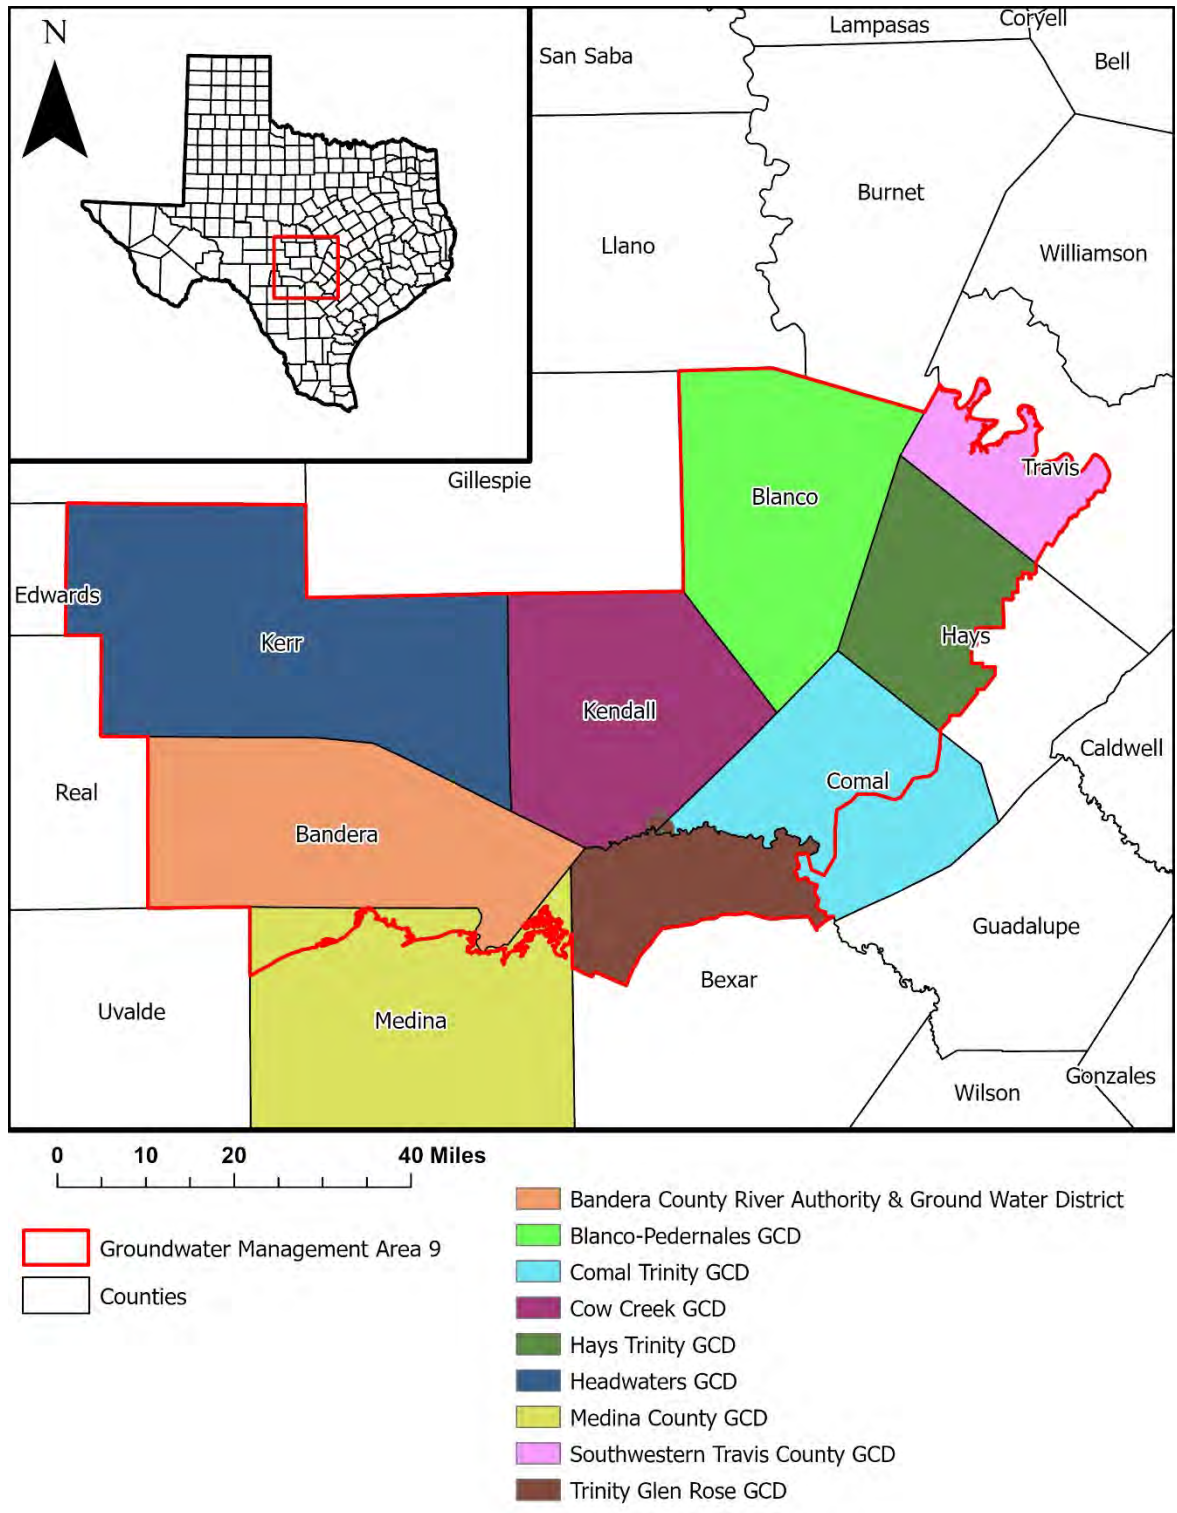 N
San Saba
Lampasas
Coryell
Bell
Burnet
Llano
Williamson
Gillespie
Blanco
Travis
Edwards
Kerr
Hays
Kendall
Caldwell
Real
Comal
Bandera
Guadalupe
Bexar
Uvalde
Medina
Gonzales
Wilson
0 10 20 40 Miles
Groundwater Management Area 9
Counties
Bandera County River Authority & Ground Water District
Blanco-Pedernales GCD
Comal Trinity GCD
Cow Creek GCD
Hays Trinity GCD
Headwaters GCD
Medina County GCD
Southwestern Travis County GCD
Trinity Glen Rose GCD